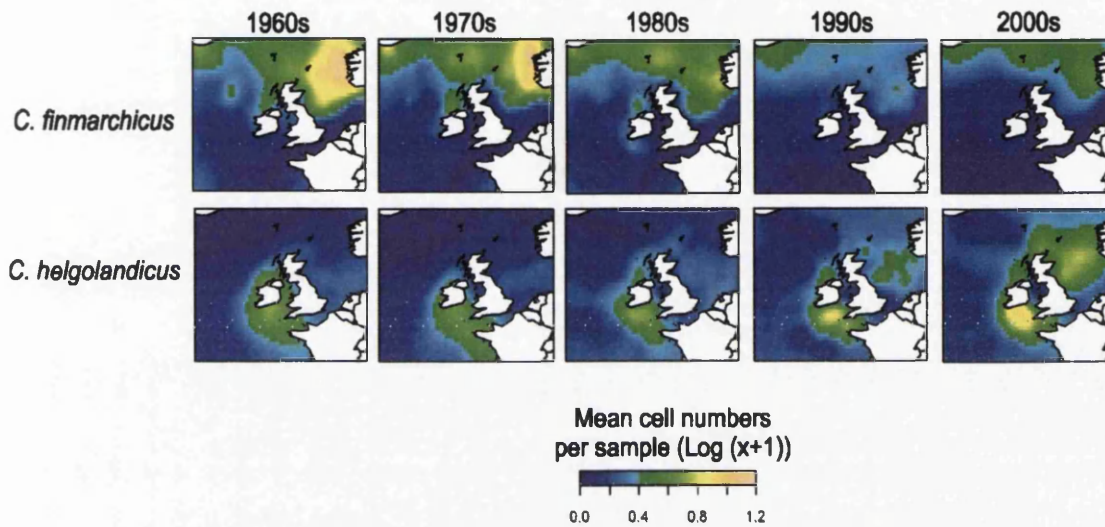 1960s 1970s 1980s 1990s 2000s
C. finmarchicus
C. helgolandicus
Mean cell numbers
per sample (Log (x+1))
0.0 0.4 0.8 1.2